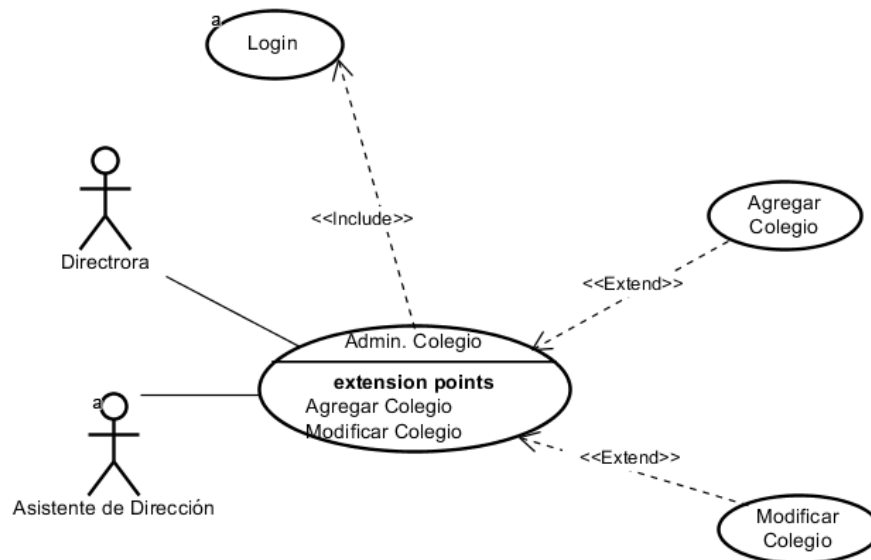 a
Login
<<Include>>
Agregar
Colegio
Directrora
<<Extend>>
Admin. Colegio
extension points
Agregar Colegio
Modificar Colegio
a
<<Extend>>
Asistente de Dirección
Modificar
Colegio